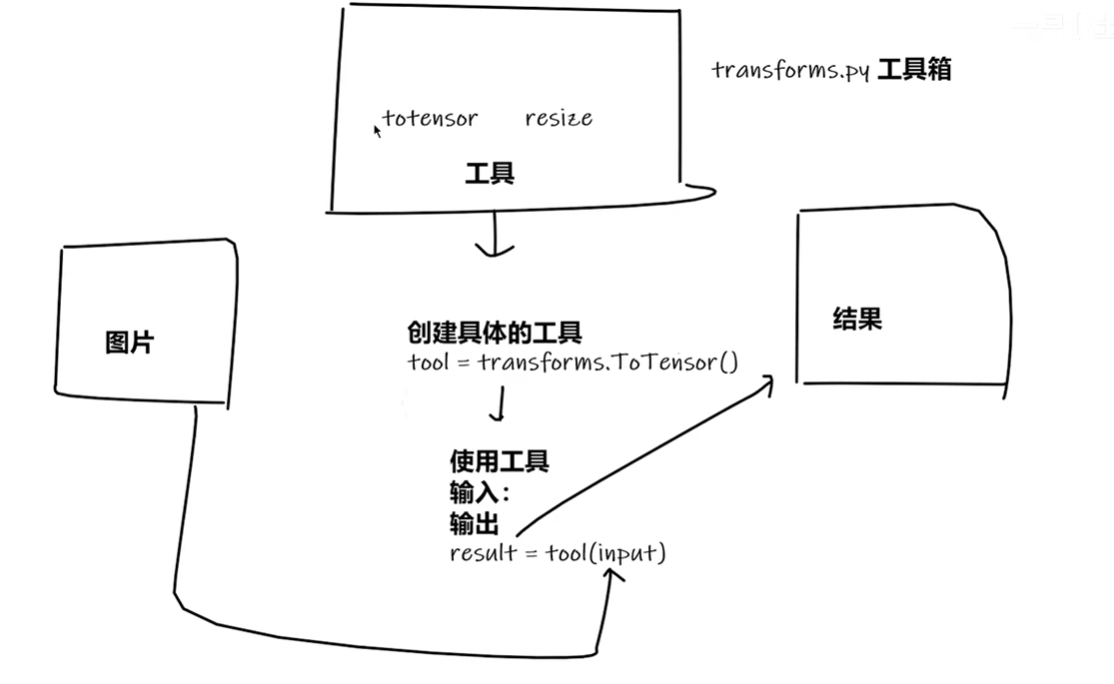 transforms.py 工具箱
totensor resize
工具
图片
创建具体的工具
tool = transforms.ToTensor()
使用工具
输入：
输出
result = tool(input)
结果